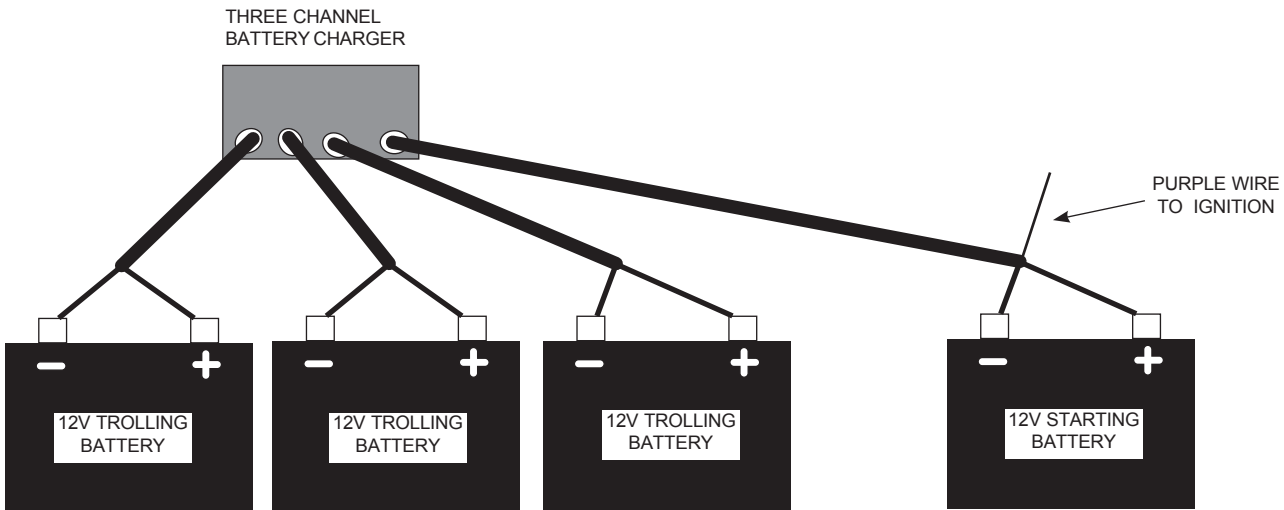 THREE CHANNEL
BATTERY CHARGER
PURPLE WIRE
TO IGNITION
- +
- +
- +
- +
12V TROLLING
BATTERY
12V TROLLING
BATTERY
12V TROLLING
BATTERY
12V STARTING
BATTERY